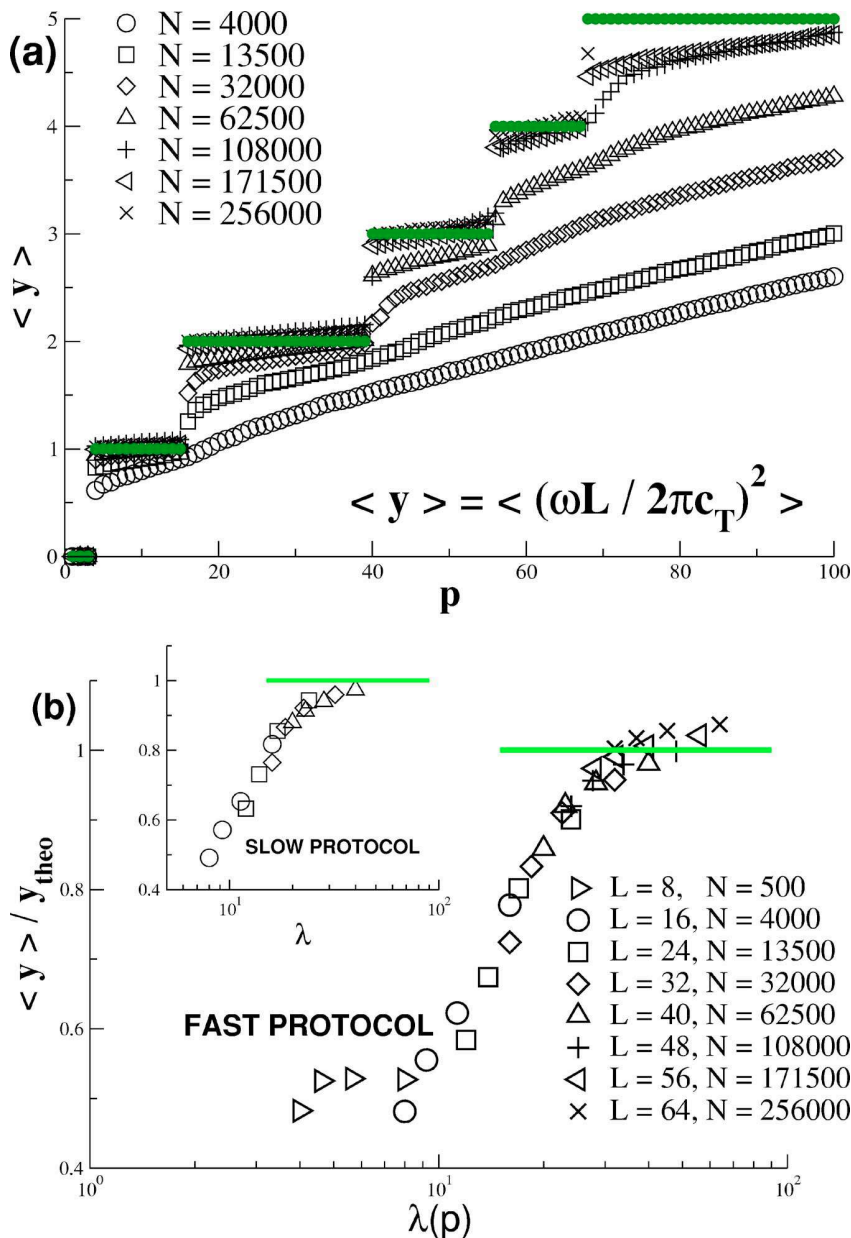 (a)
N = 4000
N = 13500
N = 32000
N = 62500
N = 108000
N = 171500
N = 256000
5
4
3
2
1
0
< y >
< y > = < (ωL / 2πc_T)^2 >
0 20 40 60 80 100
p
(b)
1
0.8
0.6
0.4
SLOW PROTOCOL
10^1 10^2
λ
1
0.8
0.6
0.4
< y > / y_theo
FAST PROTOCOL
L = 8, N = 500
L = 16, N = 4000
L = 24, N = 13500
L = 32, N = 32000
L = 40, N = 62500
L = 48, N = 108000
L = 56, N = 171500
L = 64, N = 256000
10^0 10^1 10^2
λ(p)